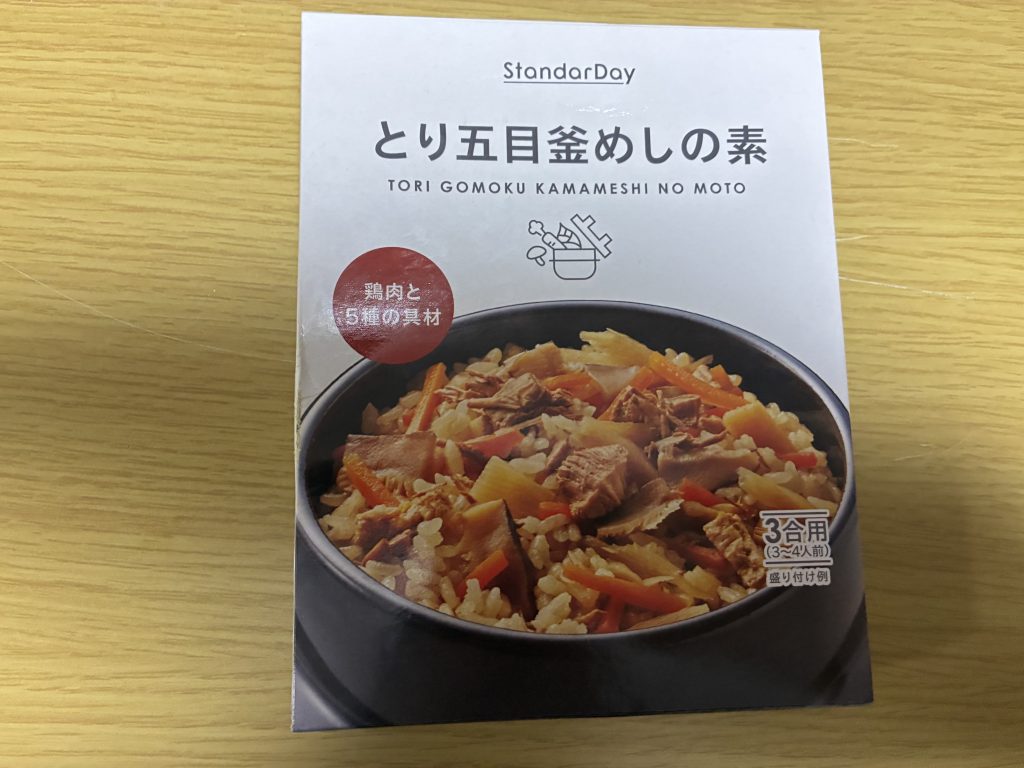 StandarDay
とり五目釜めしの素
TORI GOMOKU KAMAMESHI NO MOTO
鶏肉と
5種の具材
3合用
(3~4人前)
盛り付け例